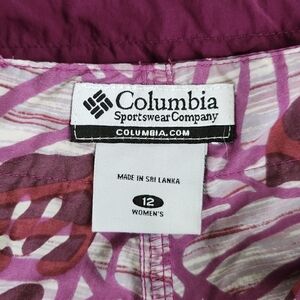 Columbia
Sportswear Company
COLUMBIA.COM
MADE IN SRI LANKA
12
WOMEN'S